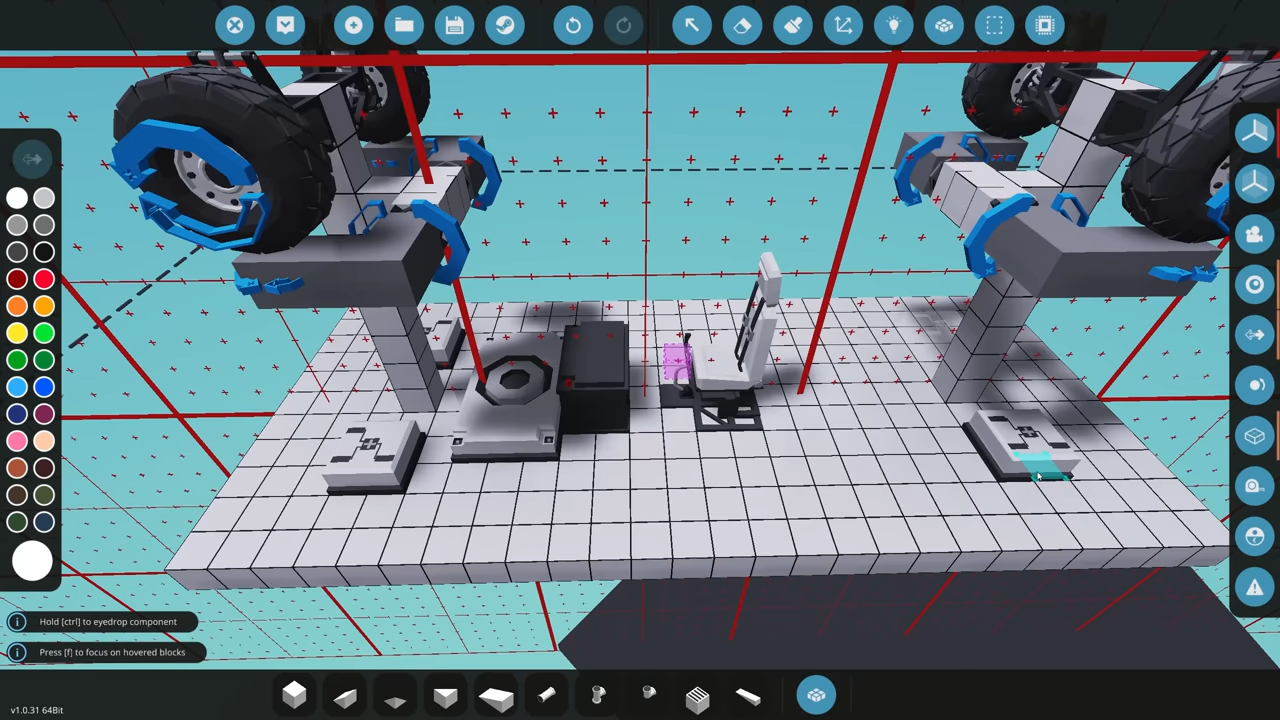 Hold [ctrl] to eyedrop component
Press [f] to focus on hovered blocks
v1.0.31 64Bit